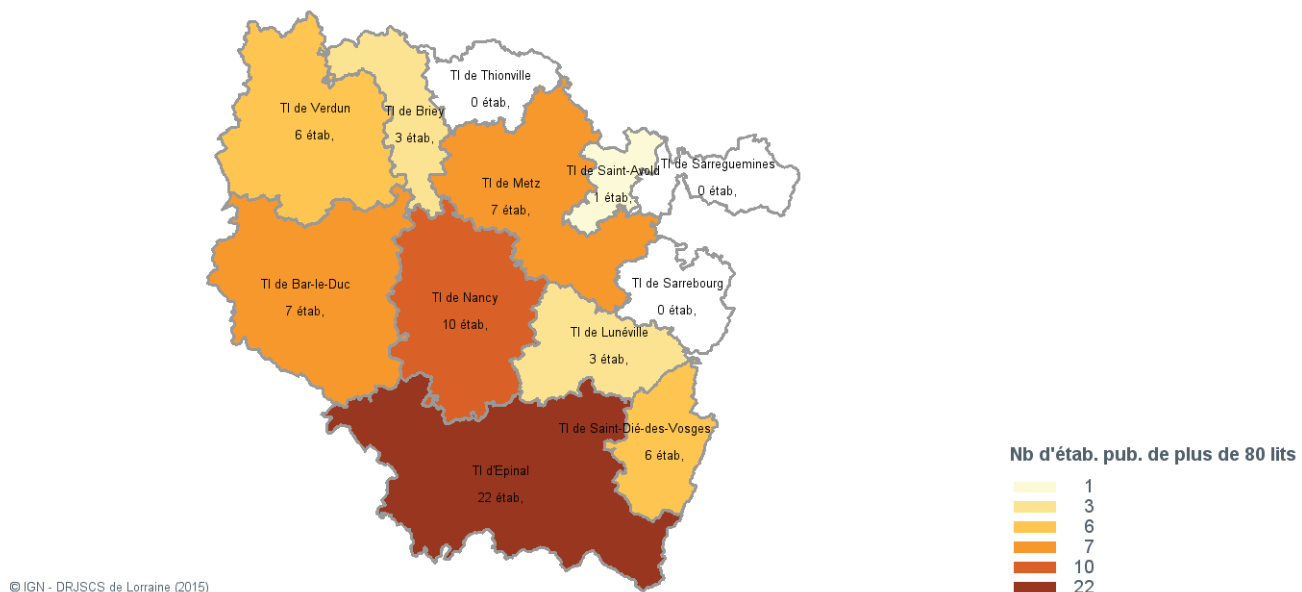 TI de Thionville
0 étab,
TI de Verdun
6 étab,
TI de Briey
3 étab,
TI de Metz
7 étab,
TI de Saint-Avold
1 étab,
TI de Sarreguemines
0 étab,
TI de Bar-le-Duc
7 étab,
TI de Nancy
10 étab,
TI de Sarrebourg
0 étab,
TI de Lunéville
3 étab,
TI de Saint-Dié-des-Vosges
6 étab,
TI d'Epinal
22 étab,
Nb d'étab. pub. de plus de 80 lits
1
3
6
7
10
22
© IGN - DRJSCS de Lorraine (2015)